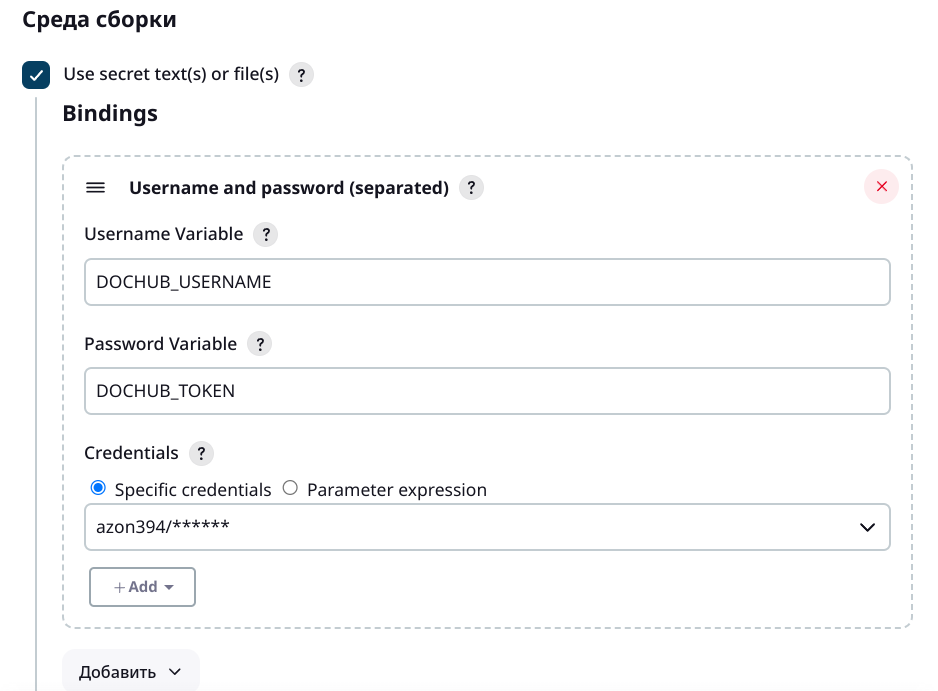 Среда сборки
Use secret text(s) or file(s) ?
Bindings
Username and password (separated) ?
Username Variable ?
DOCHUB_USERNAME
Password Variable ?
DOCHUB_TOKEN
Credentials ?
Specific credentials Parameter expression
azon394/******
+ Add
Добавить